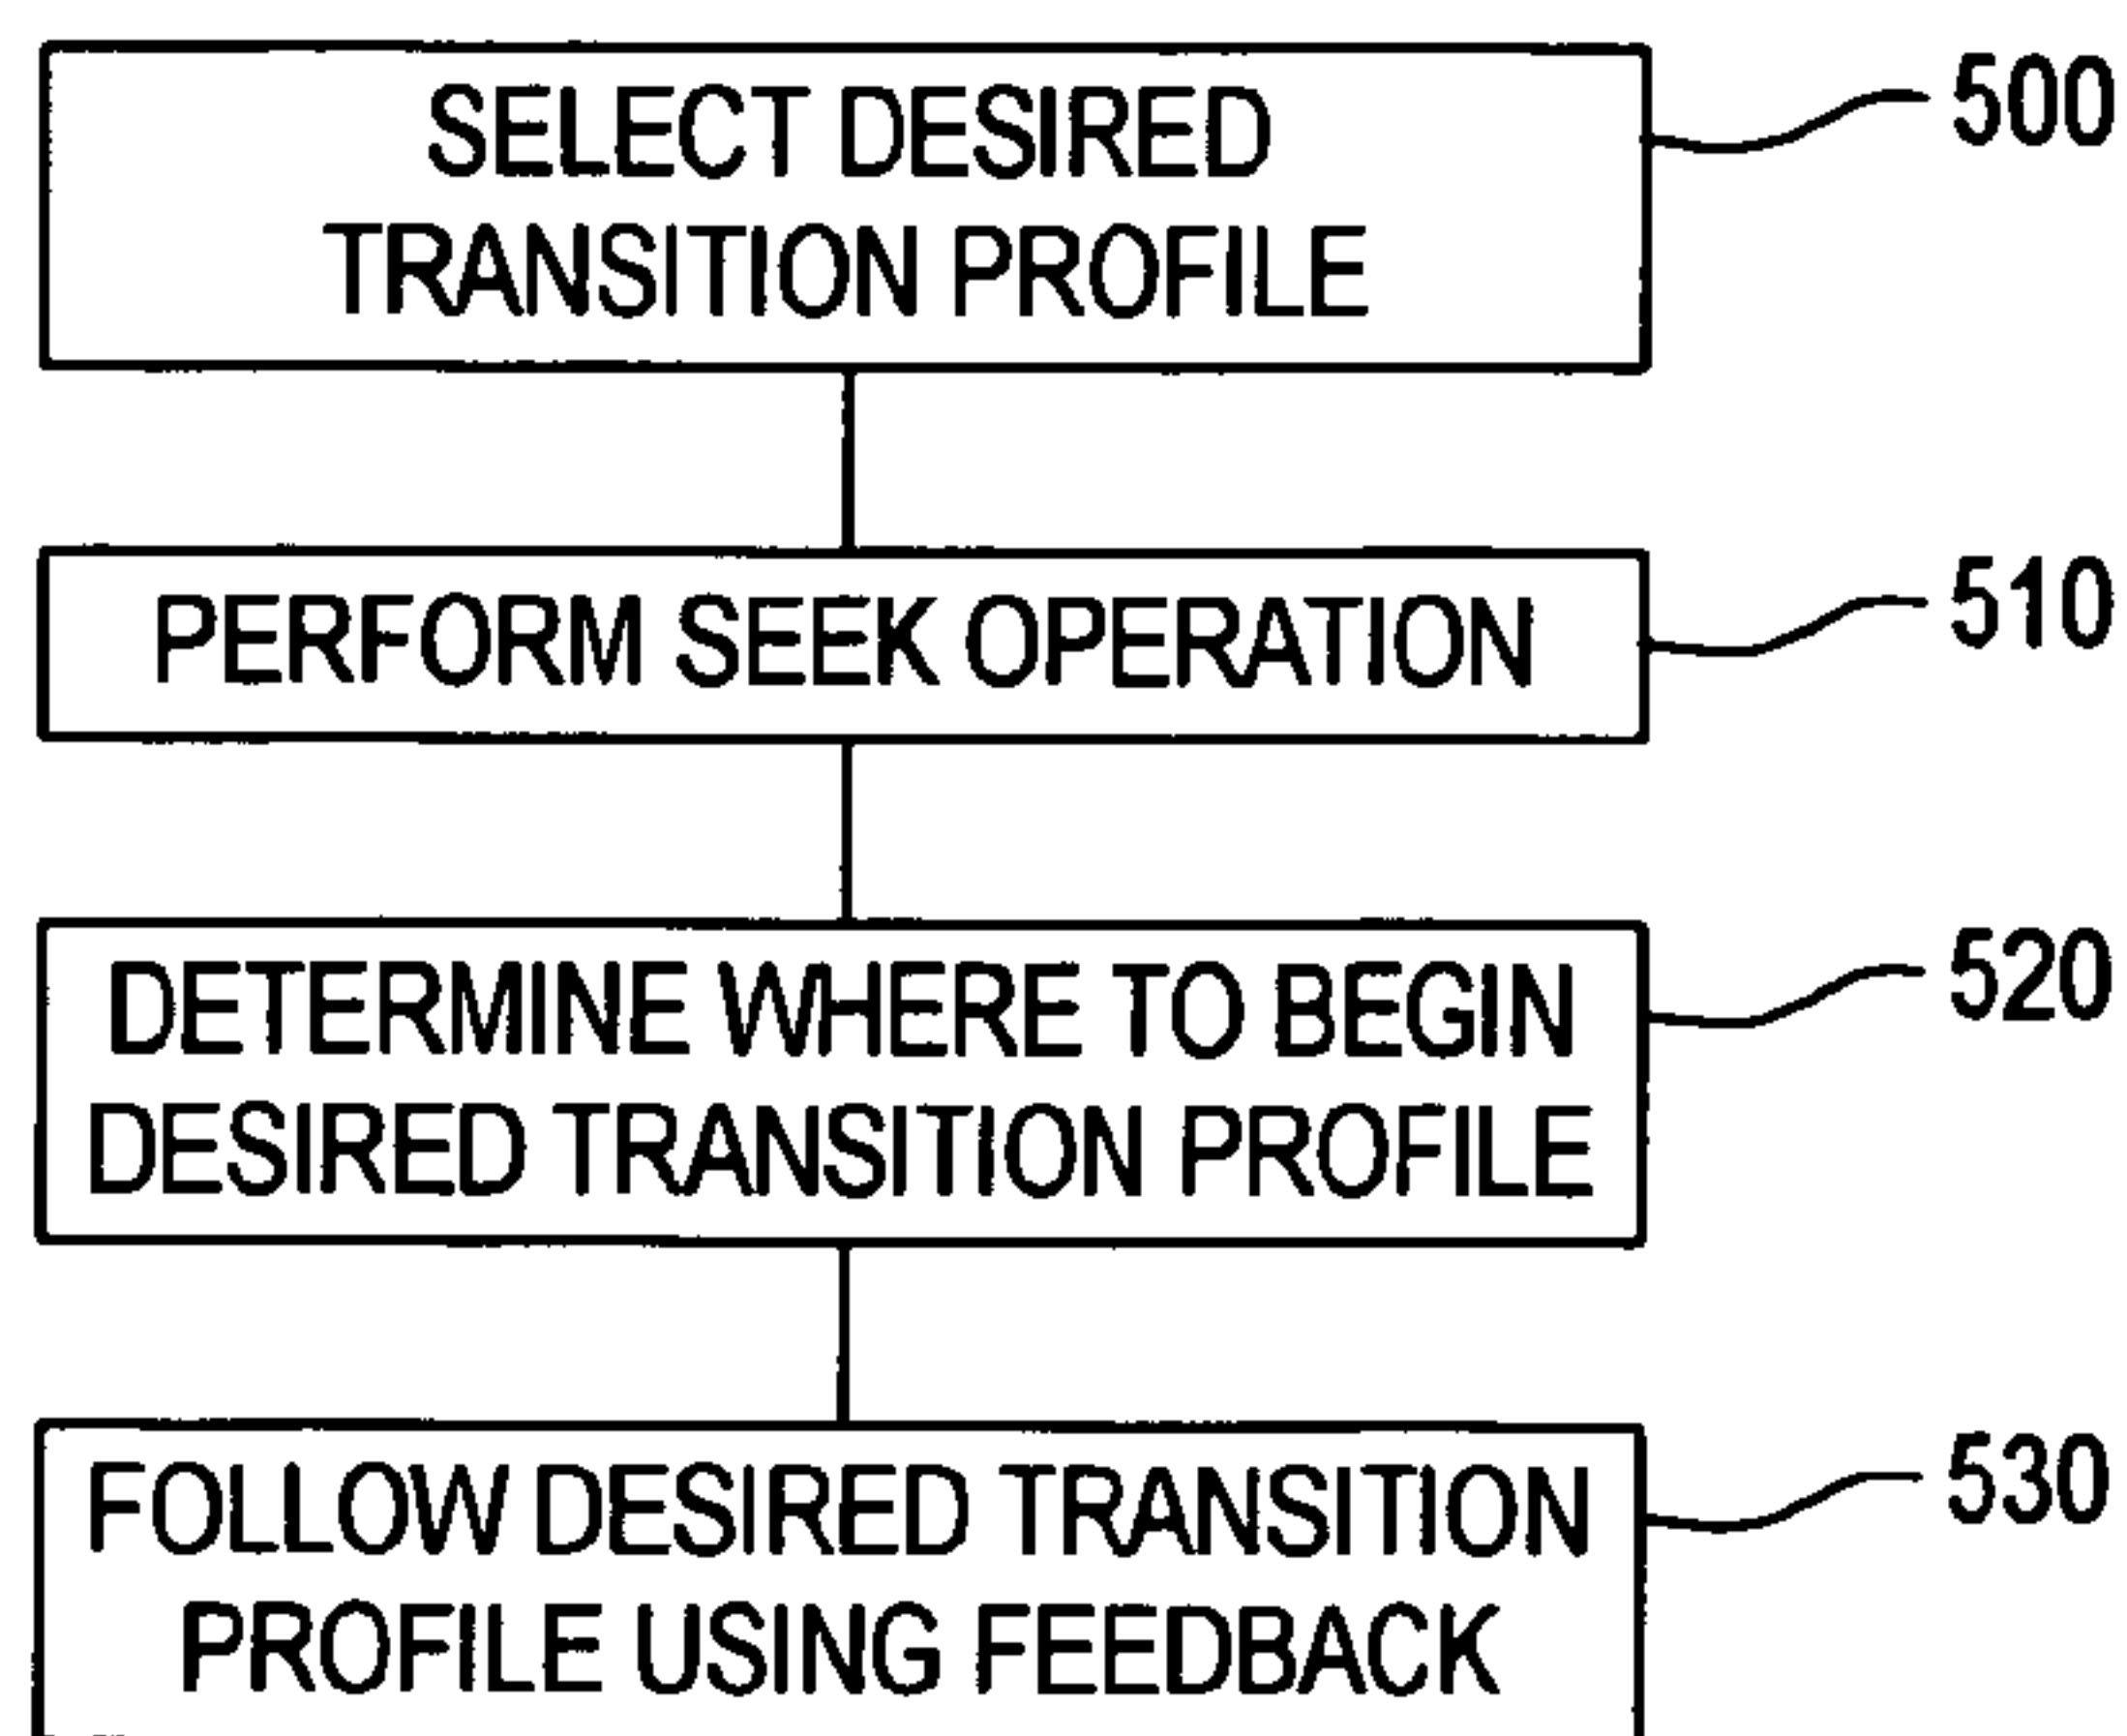 SELECT DESIRED
TRANSITION PROFILE
500
PERFORM SEEK OPERATION
510
DETERMINE WHERE TO BEGIN
DESIRED TRANSITION PROFILE
520
FOLLOW DESIRED TRANSITION
PROFILE USING FEEDBACK
530